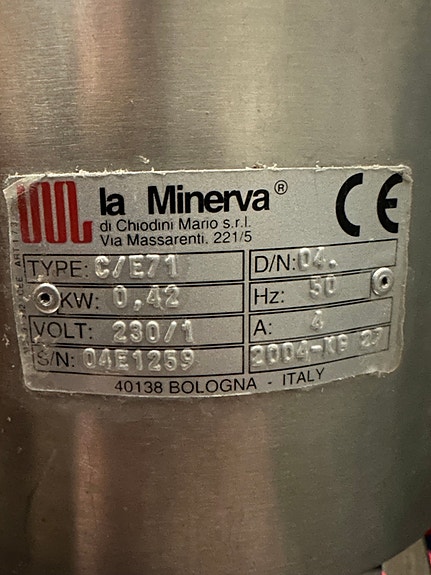 la Minerva®
di Chiodini Mario s.r.l.
Via Massarenti. 221/5
CE
TYPE: C/E71
D/N: 04.
KW: 0,42
Hz: 50
VOLT: 230/1
A: 4
S/N: 04E1259
2004-KG 27
40138 BOLOGNA - ITALY